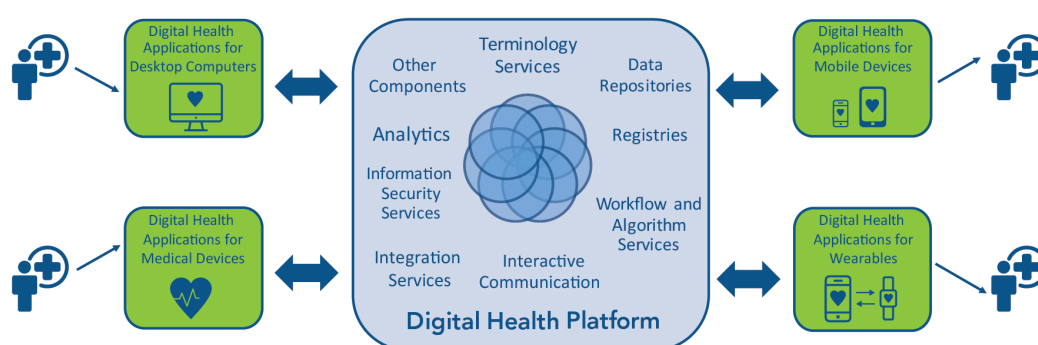 Digital Health
Applications for
Desktop Computers
Digital Health
Applications for
Medical Devices
Terminology
Services
Other
Components
Data
Repositories
Analytics
Registries
Information
Security
Services
Workflow and
Algorithm
Services
Integration
Services
Interactive
Communication
Digital Health Platform
Digital Health
Applications for
Mobile Devices
Digital Health
Applications for
Wearables